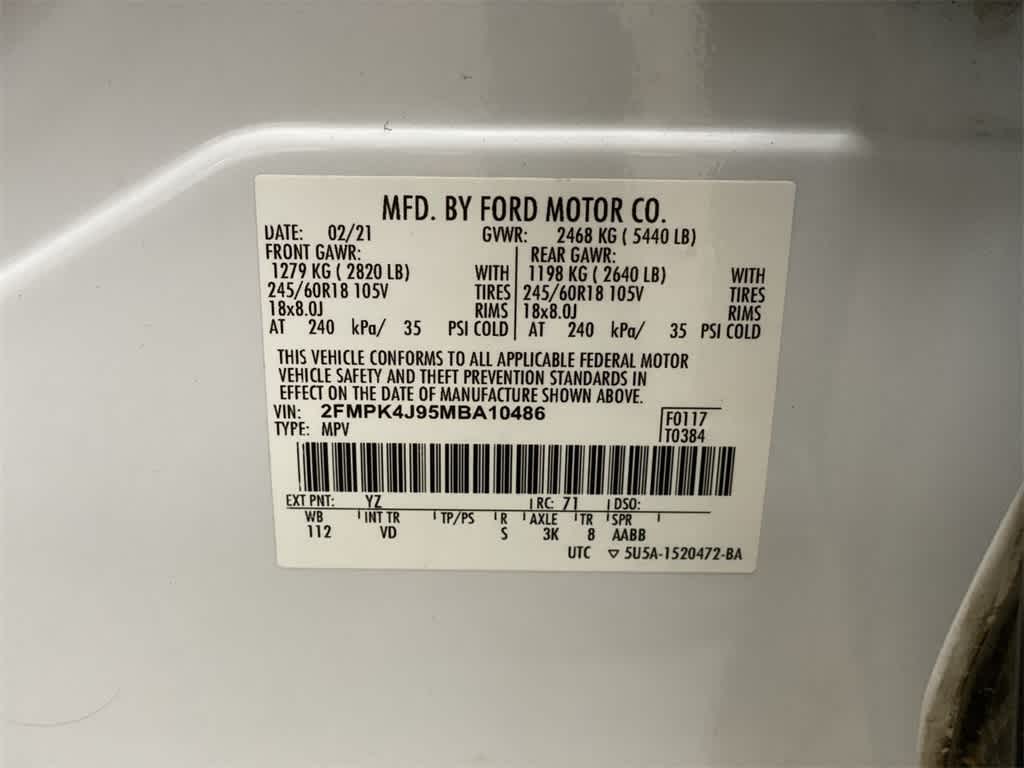 MFD. BY FORD MOTOR CO.
DATE: 02/21 GVWR: 2468 KG ( 5440 LB)
FRONT GAWR: REAR GAWR:
1279 KG ( 2820 LB) WITH 1198 KG ( 2640 LB) WITH
245/60R18 105V TIRES 245/60R18 105V TIRES
18x8.0J RIMS 18x8.0J RIMS
AT 240 kPa/ 35 PSI COLD AT 240 kPa/ 35 PSI COLD
THIS VEHICLE CONFORMS TO ALL APPLICABLE FEDERAL MOTOR
VEHICLE SAFETY AND THEFT PREVENTION STANDARDS IN
EFFECT ON THE DATE OF MANUFACTURE SHOWN ABOVE.
VIN: 2FMPK4J95MBA10486 F0117
TYPE: MPV T0384
EXT PNT: YZ RC: 71 DSO:
WB INT TR TP/PS R AXLE TR SPR
112 VD S 3K 8 AABB
UTC ▽ 5U5A-1520472-BA